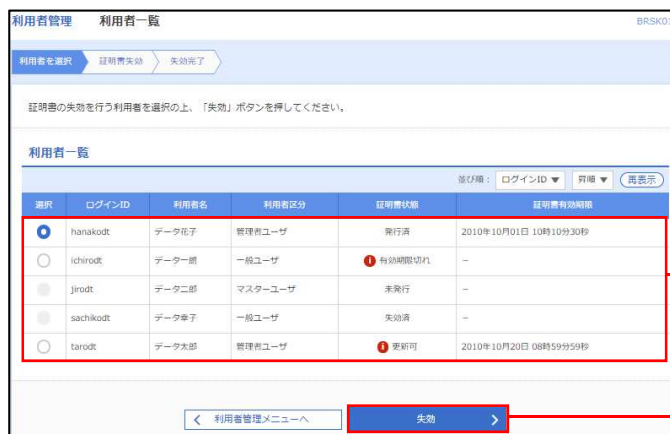 利用者管理 利用者一覧 BRSK01
利用者を選択 証明書失効 失効完了
証明書の失効を行う利用者を選択の上、「失効」ボタンを押してください。
利用者一覧
並び順： ログインID ▼ 昇順 ▼ 再表示
選択 ログインID 利用者名 利用者区分 証明書状態 証明書有効期限
hanakodt データ花子 管理者ユーザ 発行済 2010年10月01日 10時10分30秒
ichirodt データ一朗 一般ユーザ 有効期限切れ －
jirodt データ二郎 マスターユーザ 未発行 －
sachikodt データ幸子 一般ユーザ 失効済 －
tarodt データ太郎 管理者ユーザ 更新可 2010年10月20日 08時59分59秒
利用者管理メニューへ 失効